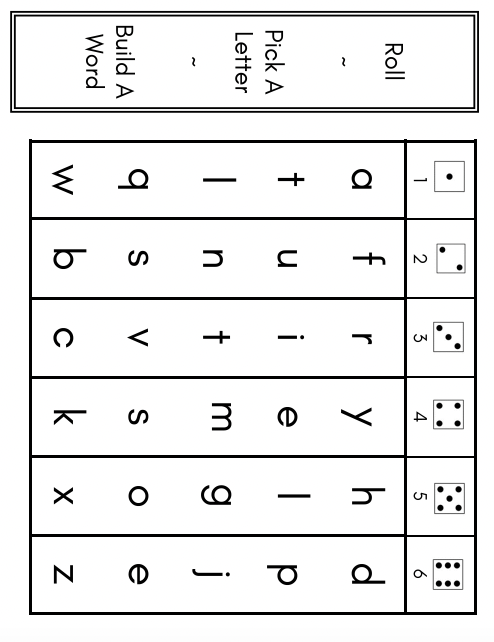 Roll
~
Pick A
Letter
~
Build A
Word
1 2 3 4 5 6
a f r y h d
t u i e l p
l n t m g j
q s v s o e
w b c k x z